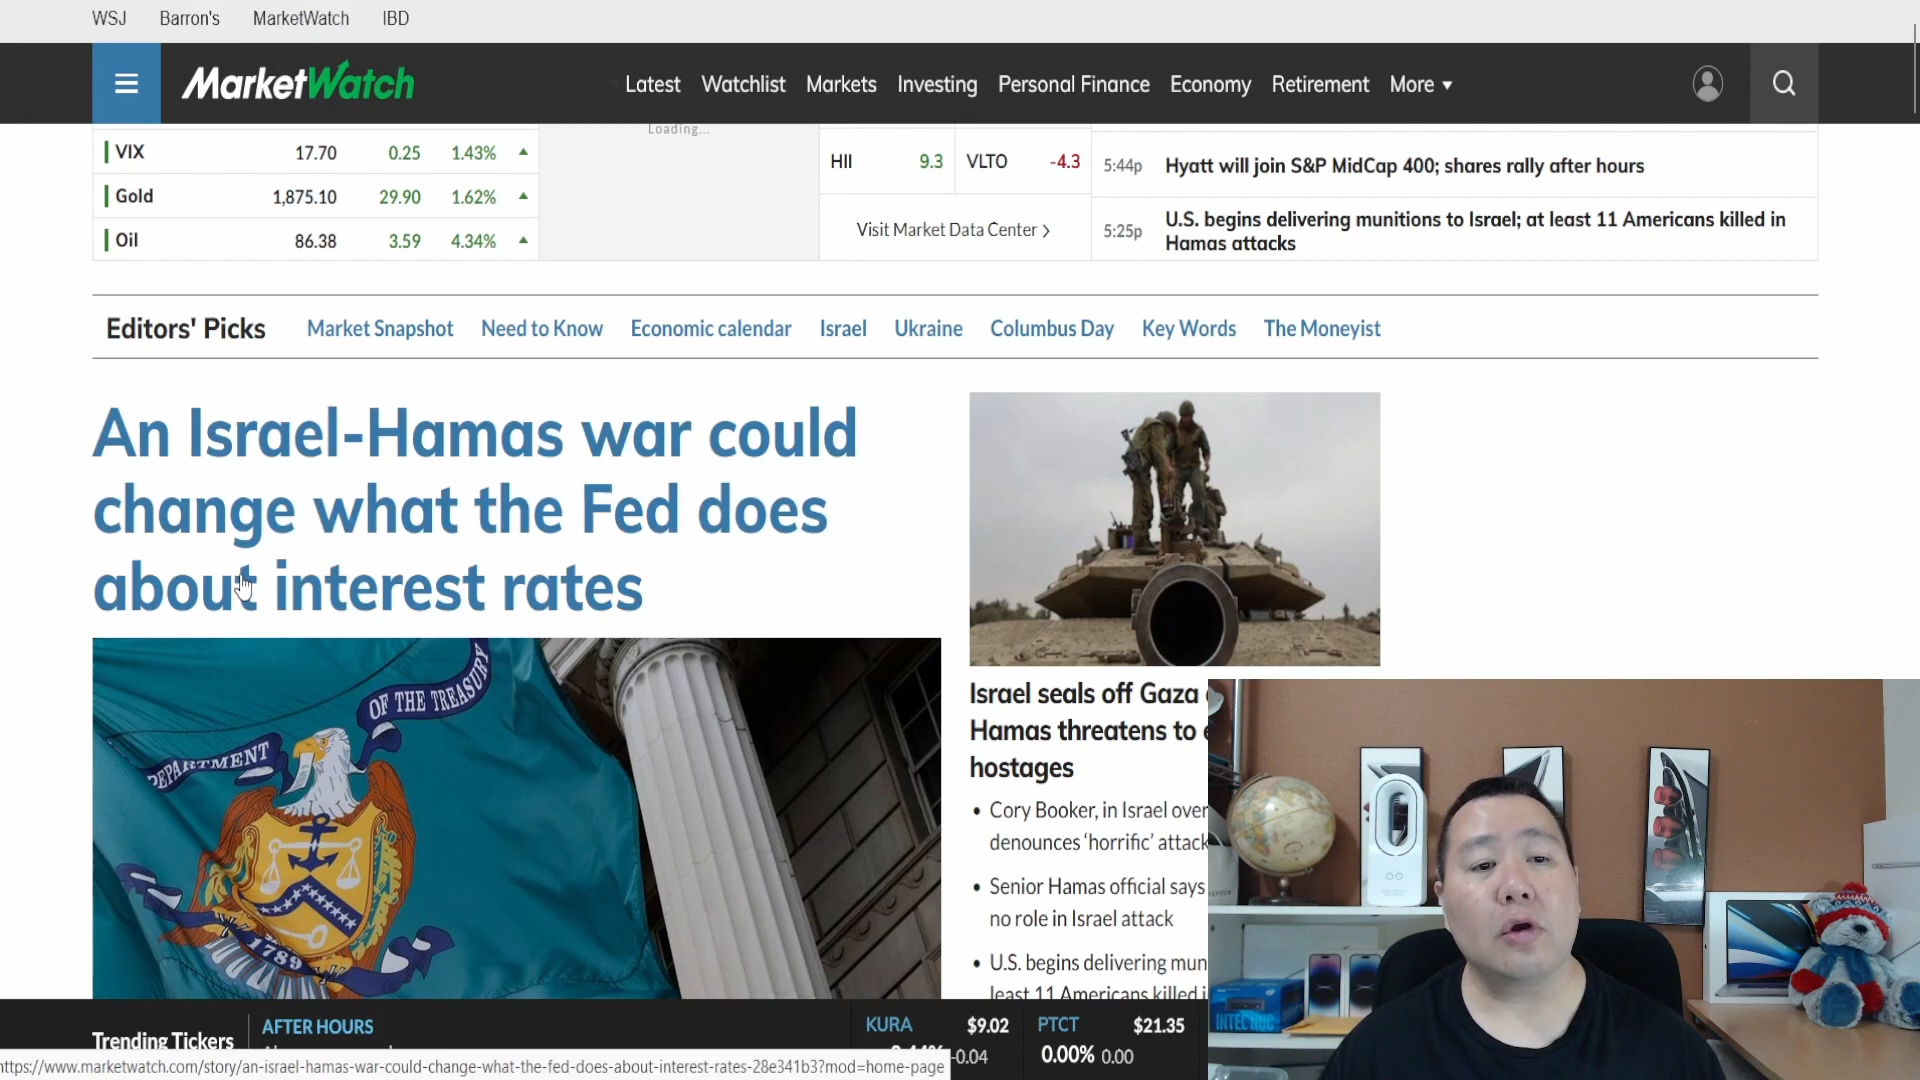 WSJ Barron's MarketWatch IBD
MarketWatch
Latest Watchlist Markets Investing Personal Finance Economy Retirement More
Loading...
VIX 17.70 0.25 1.43%
Gold 1,875.10 29.90 1.62%
Oil 86.38 3.59 4.34%
HII 9.3 VLTO -4.3
Visit Market Data Center >
5:44p Hyatt will join S&P MidCap 400; shares rally after hours
5:25p U.S. begins delivering munitions to Israel; at least 11 Americans killed in
Hamas attacks
Editors' Picks Market Snapshot Need to Know Economic calendar Israel Ukraine Columbus Day Key Words The Moneyist
An Israel-Hamas war could
change what the Fed does
about interest rates
DEPARTMENT OF THE TREASURY
1789
Israel seals off Gaza
Hamas threatens to
hostages
• Cory Booker, in Israel over
denounces ‘horrific’ attack
• Senior Hamas official says
no role in Israel attack
• U.S. begins delivering mun
least 11 Americans killed i
INTEL NUC
Trending Tickers AFTER HOURS
KURA $9.02 PTCT $21.35
-0.04 0.00% 0.00
https://www.marketwatch.com/story/an-israel-hamas-war-could-change-what-the-fed-does-about-interest-rates-28e341b3?mod=home-page